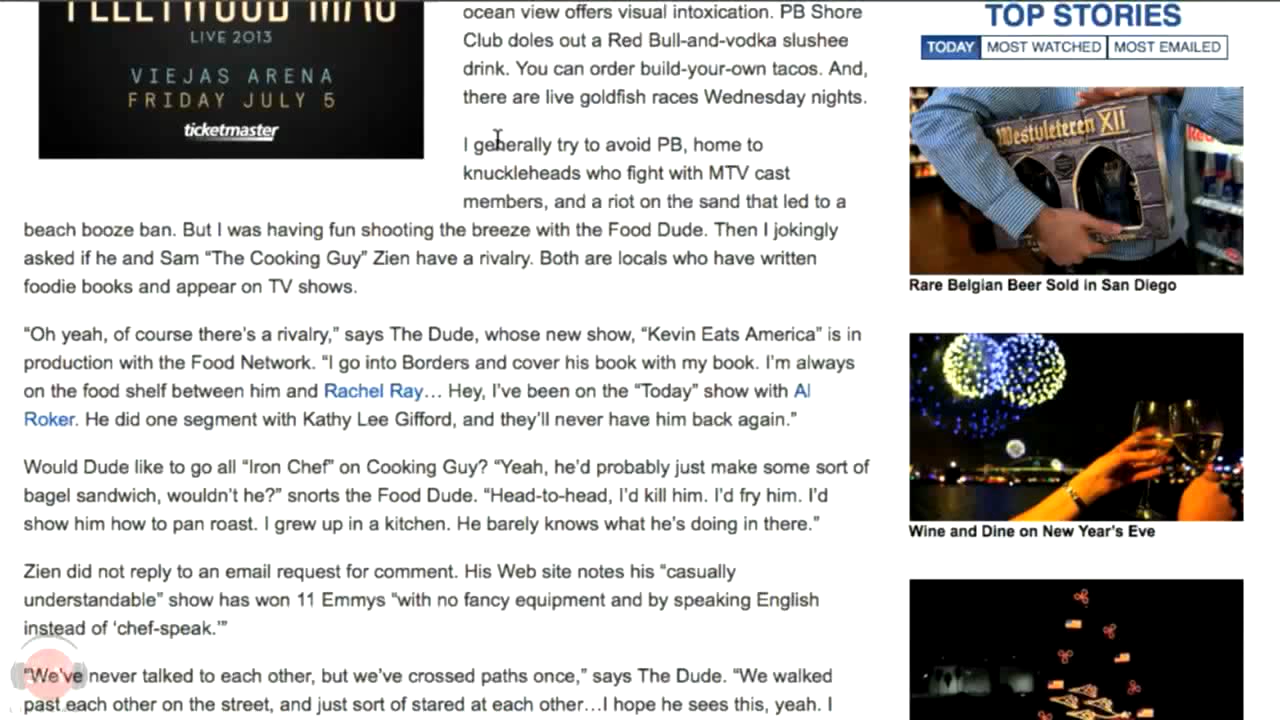 FLEETWOOD MAC
LIVE 2013
VIEJAS ARENA
FRIDAY JULY 5
ticketmaster
ocean view offers visual intoxication. PB Shore
Club doles out a Red Bull-and-vodka slushee
drink. You can order build-your-own tacos. And,
there are live goldfish races Wednesday nights.
I generally try to avoid PB, home to
knuckleheads who fight with MTV cast
members, and a riot on the sand that led to a
beach booze ban. But I was having fun shooting the breeze with the Food Dude. Then I jokingly
asked if he and Sam “The Cooking Guy” Zien have a rivalry. Both are locals who have written
foodie books and appear on TV shows.
“Oh yeah, of course there’s a rivalry,” says The Dude, whose new show, “Kevin Eats America” is in
production with the Food Network. “I go into Borders and cover his book with my book. I’m always
on the food shelf between him and Rachel Ray… Hey, I’ve been on the “Today” show with Al
Roker. He did one segment with Kathy Lee Gifford, and they’ll never have him back again.”
Would Dude like to go all “Iron Chef” on Cooking Guy? “Yeah, he’d probably just make some sort of
bagel sandwich, wouldn’t he?” snorts the Food Dude. “Head-to-head, I’d kill him. I’d fry him. I’d
show him how to pan roast. I grew up in a kitchen. He barely knows what he’s doing in there.”
Zien did not reply to an email request for comment. His Web site notes his “casually
understandable” show has won 11 Emmys “with no fancy equipment and by speaking English
instead of ‘chef-speak.’”
“We’ve never talked to each other, but we’ve crossed paths once,” says The Dude. “We walked
past each other on the street, and just sort of stared at each other…I hope he sees this, yeah. I
TOP STORIES
TODAY MOST WATCHED MOST EMAILED
Westvleteren XII
Rare Belgian Beer Sold in San Diego
Wine and Dine on New Year’s Eve